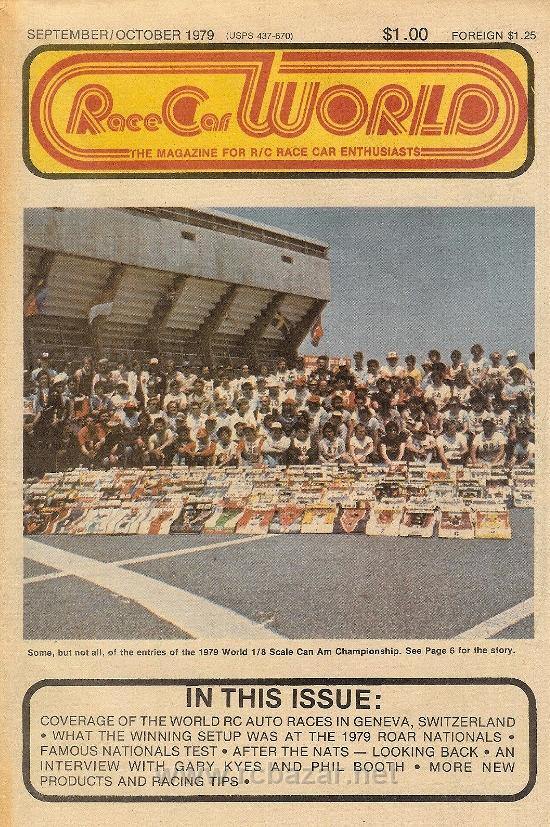 SEPTEMBER/OCTOBER 1979 (USPS 437-670) $1.00 FOREIGN $1.25
Race Car WORLD
THE MAGAZINE FOR R/C RACE CAR ENTHUSIASTS
Some, but not all, of the entries of the 1979 World 1/8 Scale Can Am Championship. See Page 6 for the story.
IN THIS ISSUE:
COVERAGE OF THE WORLD RC AUTO RACES IN GENEVA, SWITZERLAND
• WHAT THE WINNING SETUP WAS AT THE 1979 ROAR NATIONALS •
FAMOUS NATIONALS TEST • AFTER THE NATS — LOOKING BACK • AN
INTERVIEW WITH GARY KYES AND PHIL BOOTH • MORE NEW
PRODUCTS AND RACING TIPS •
www.rcbazar.net